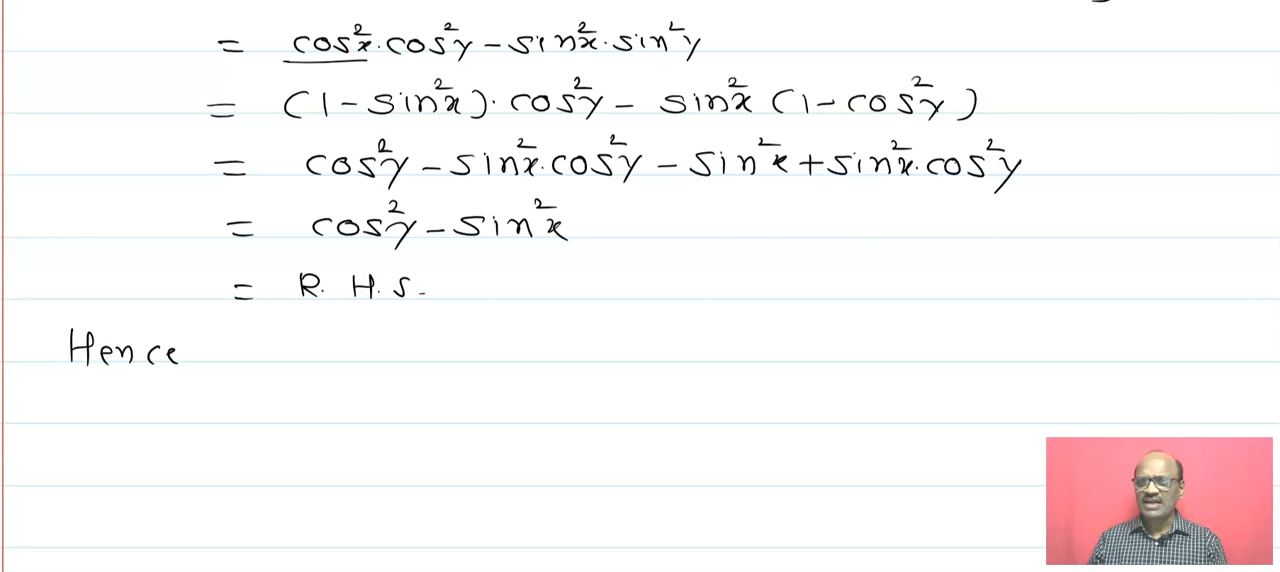 = cos²x.cos²y - sin²x.sin²y
= (1 - sin²x).cos²y - sin²x (1 - cos²y)
= cos²y - sin²x.cos²y - sin²x + sin²x.cos²y
= cos²y - sin²x
= R. H. S.
Hence